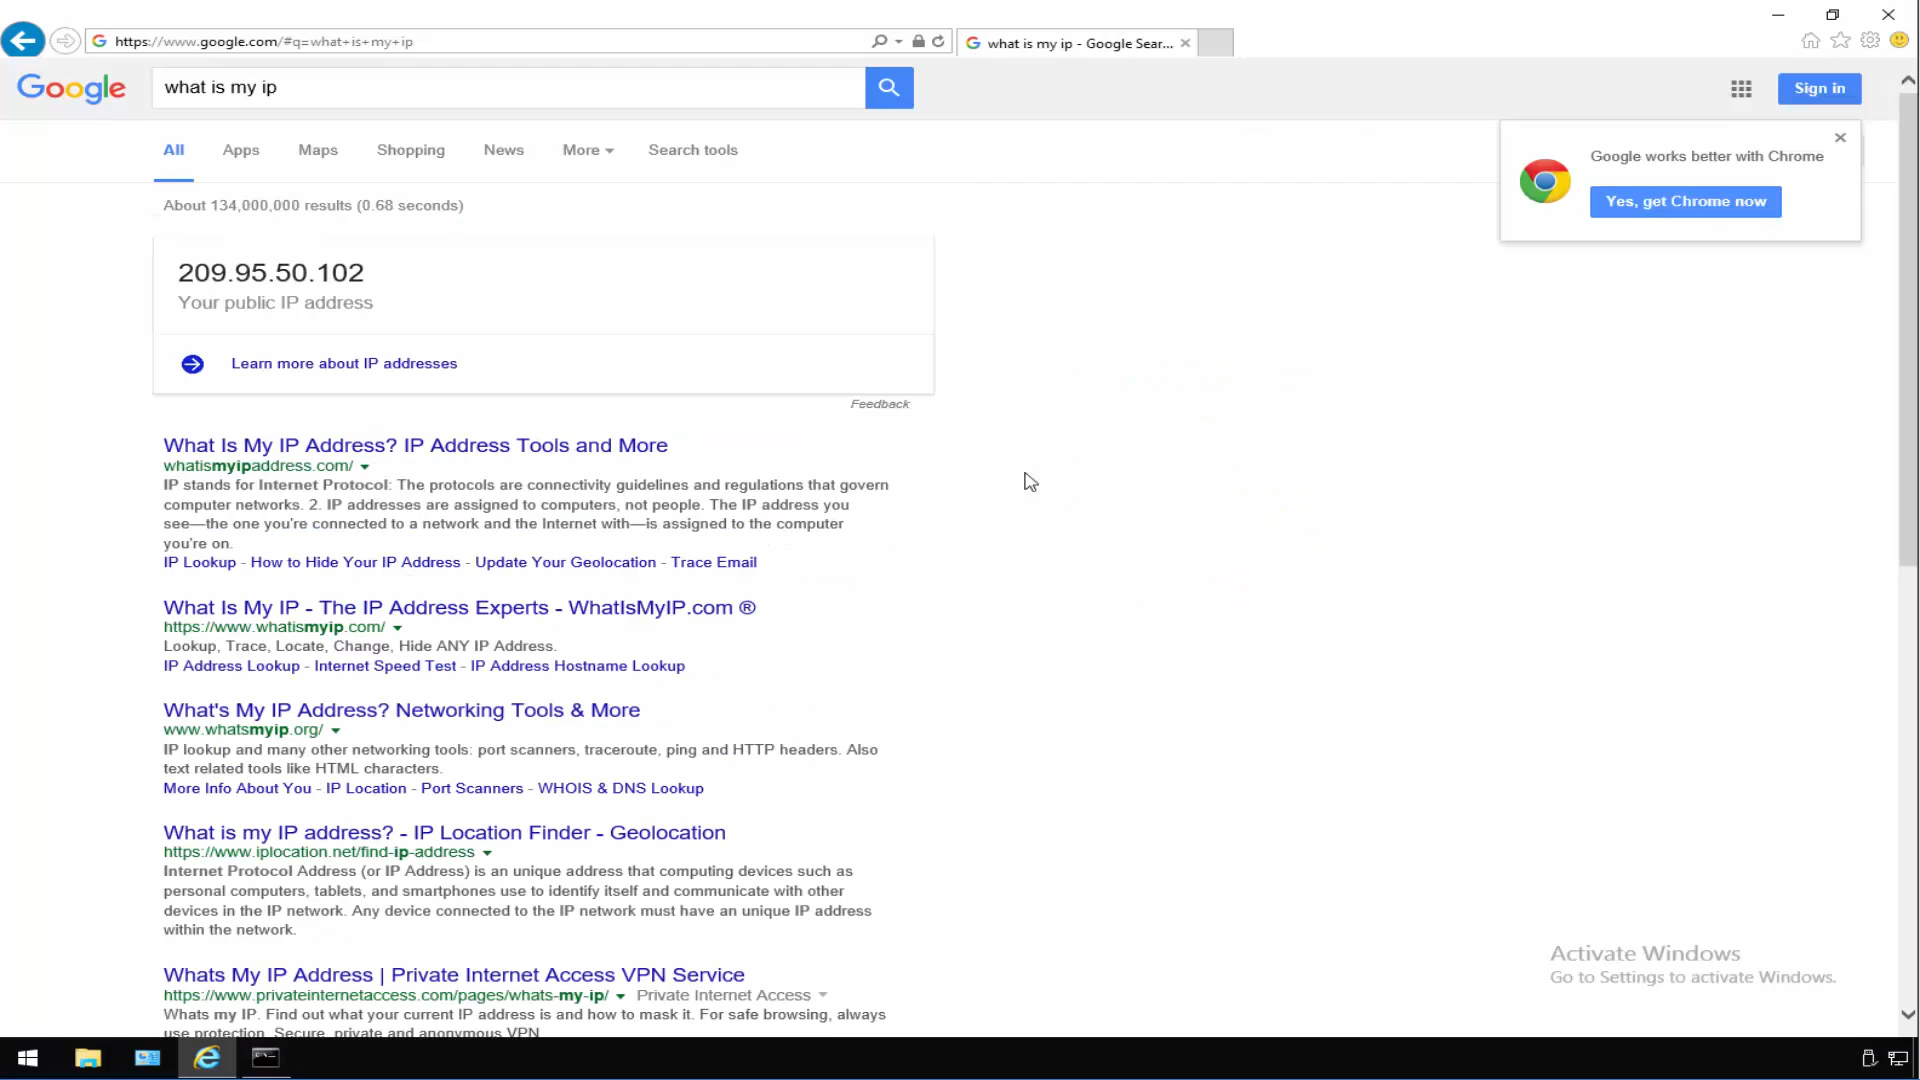 https://www.google.com/#q=what+is+my+ip
what is my ip - Google Sear...
Google
what is my ip
Sign in
All
Apps
Maps
Shopping
News
More
Search tools
Google works better with Chrome
Yes, get Chrome now
About 134,000,000 results (0.68 seconds)
209.95.50.102
Your public IP address
Learn more about IP addresses
Feedback
What Is My IP Address? IP Address Tools and More
whatismyipaddress.com/
IP stands for Internet Protocol: The protocols are connectivity guidelines and regulations that govern
computer networks. 2. IP addresses are assigned to computers, not people. The IP address you
see—the one you're connected to a network and the Internet with—is assigned to the computer
you're on.
IP Lookup - How to Hide Your IP Address - Update Your Geolocation - Trace Email
What Is My IP - The IP Address Experts - WhatIsMyIP.com ®
https://www.whatismyip.com/
Lookup, Trace, Locate, Change, Hide ANY IP Address.
IP Address Lookup - Internet Speed Test - IP Address Hostname Lookup
What's My IP Address? Networking Tools & More
www.whatsmyip.org/
IP lookup and many other networking tools: port scanners, traceroute, ping and HTTP headers. Also
text related tools like HTML characters.
More Info About You - IP Location - Port Scanners - WHOIS & DNS Lookup
What is my IP address? - IP Location Finder - Geolocation
https://www.iplocation.net/find-ip-address
Internet Protocol Address (or IP Address) is an unique address that computing devices such as
personal computers, tablets, and smartphones use to identify itself and communicate with other
devices in the IP network. Any device connected to the IP network must have an unique IP address
within the network.
Whats My IP Address | Private Internet Access VPN Service
https://www.privateinternetaccess.com/pages/whats-my-ip/ Private Internet Access
Whats my IP. Find out what your current IP address is and how to mask it. For safe browsing, always
use protection. Secure, private and anonymous VPN.
Activate Windows
Go to Settings to activate Windows.